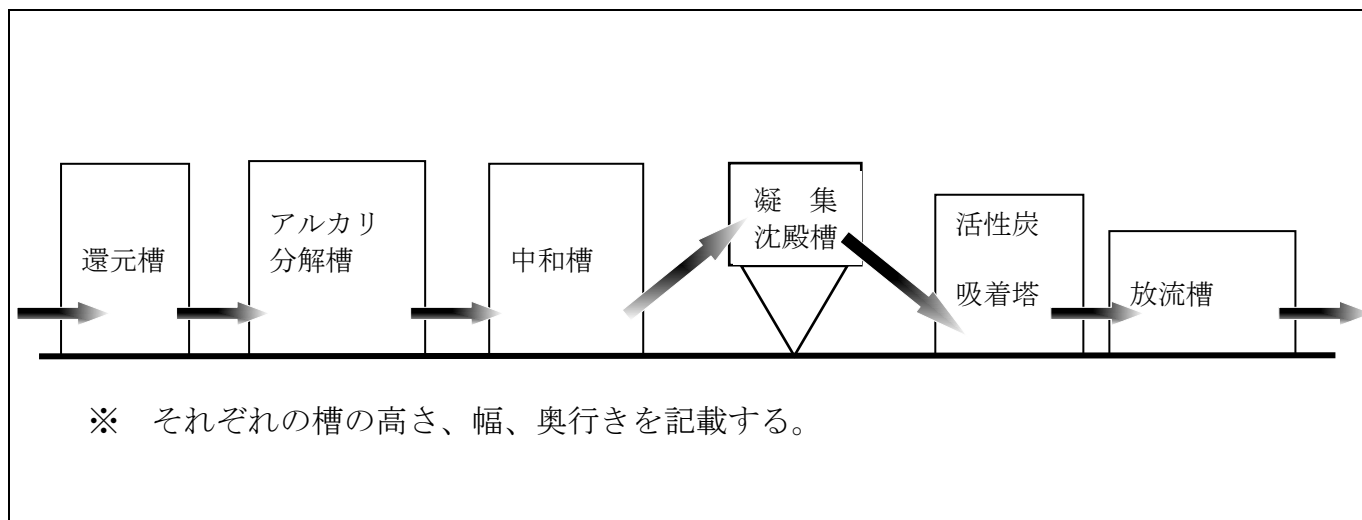 還元槽
アルカリ
分解槽
中和槽
凝　集
沈殿槽
活性炭
吸着塔
放流槽
※　それぞれの槽の高さ、幅、奥行きを記載する。